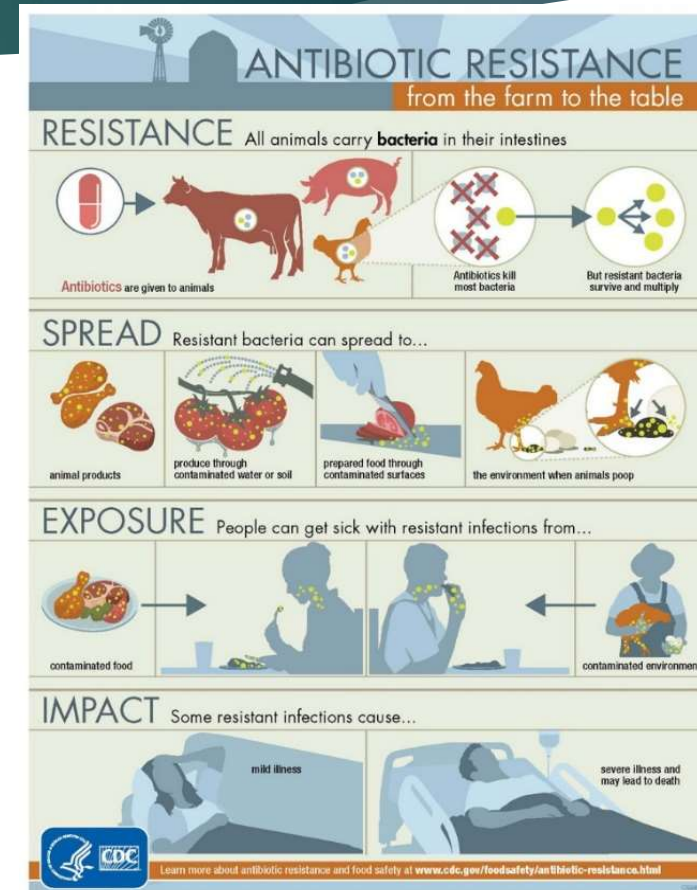 ANTIBIOTIC RESISTANCE
from the farm to the table
RESISTANCE All animals carry bacteria in their intestines
Antibiotics are given to animals
Antibiotics kill
most bacteria
But resistant bacteria
survive and multiply
SPREAD Resistant bacteria can spread to...
animal products
produce through
contaminated water or soil
prepared food through
contaminated surfaces
the environment when animals poop
EXPOSURE People can get sick with resistant infections from...
contaminated food
contaminated environmen
IMPACT Some resistant infections cause...
mild illness
severe illness and
may lead to death
CDC
Learn more about antibiotic resistance and food safety at www.cdc.gov/foodsafety/antibiotic-resistance.html